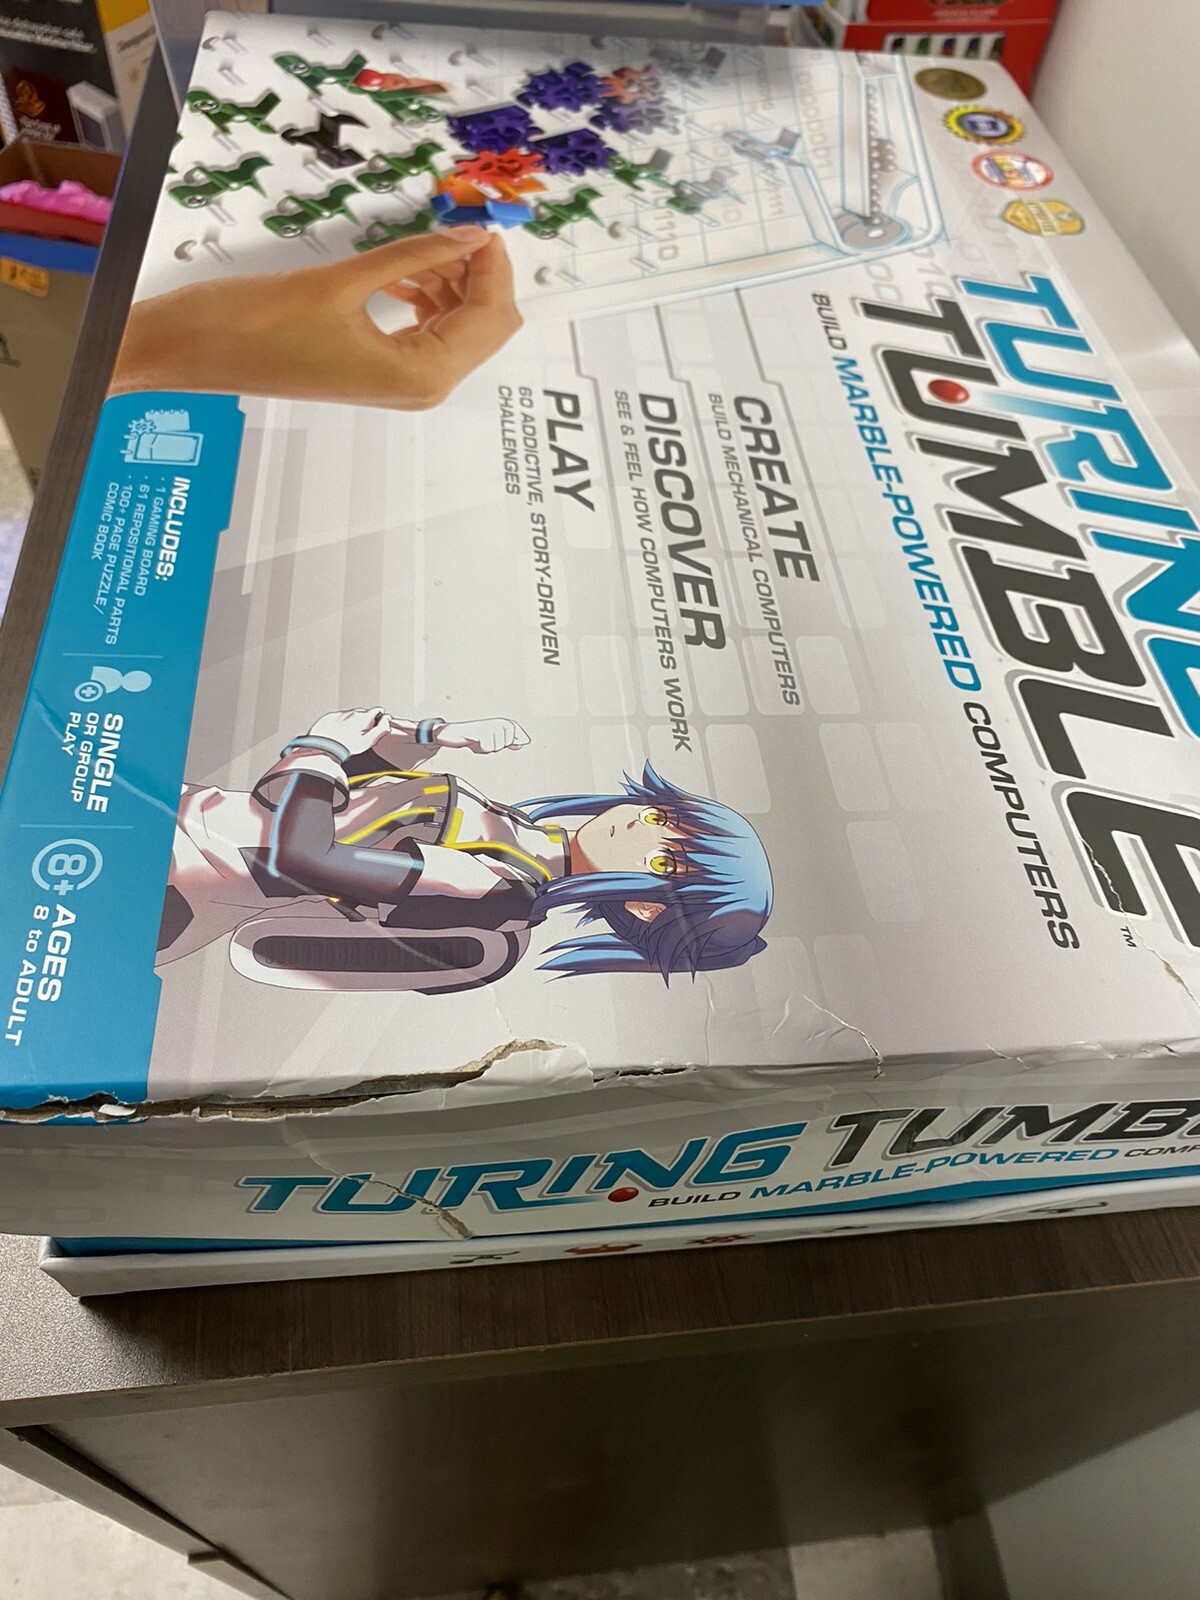 TURING
TUMBLE™
BUILD MARBLE-POWERED COMPUTERS
CREATE
BUILD MECHANICAL COMPUTERS
DISCOVER
SEE & FEEL HOW COMPUTERS WORK
PLAY
60 ADDICTIVE, STORY-DRIVEN
CHALLENGES
INCLUDES:
· 1 GAMING BOARD
· 61 REPOSITIONAL PARTS
· 100+ PAGE PUZZLE/
COMIC BOOK
SINGLE
OR GROUP
PLAY
8+ AGES
8 to ADULT
TURING TUMB
BUILD MARBLE-POWERED COMP